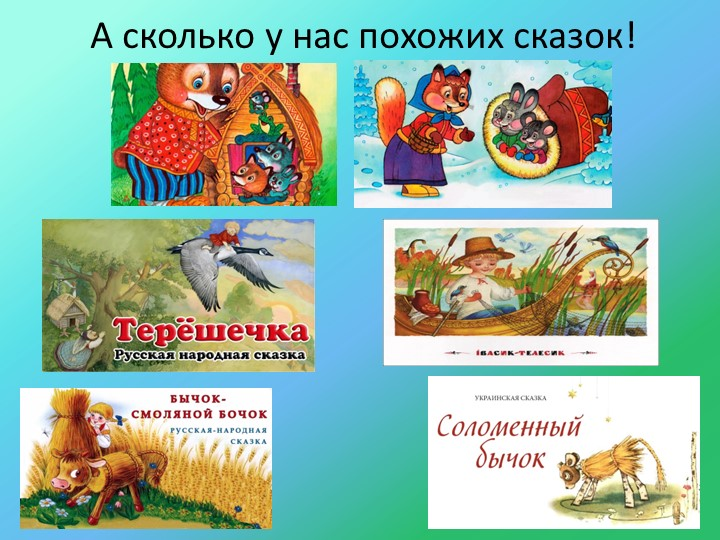 А сколько у нас похожих сказок!
Терёшечка
Русская народная сказка
ІВАСИК-ТЕЛЕСИК
БЫЧОК-
СМОЛЯНОЙ БОЧОК
РУССКАЯ-НАРОДНАЯ
СКАЗКА
УКРАИНСКАЯ СКАЗКА
Соломенный
бычок